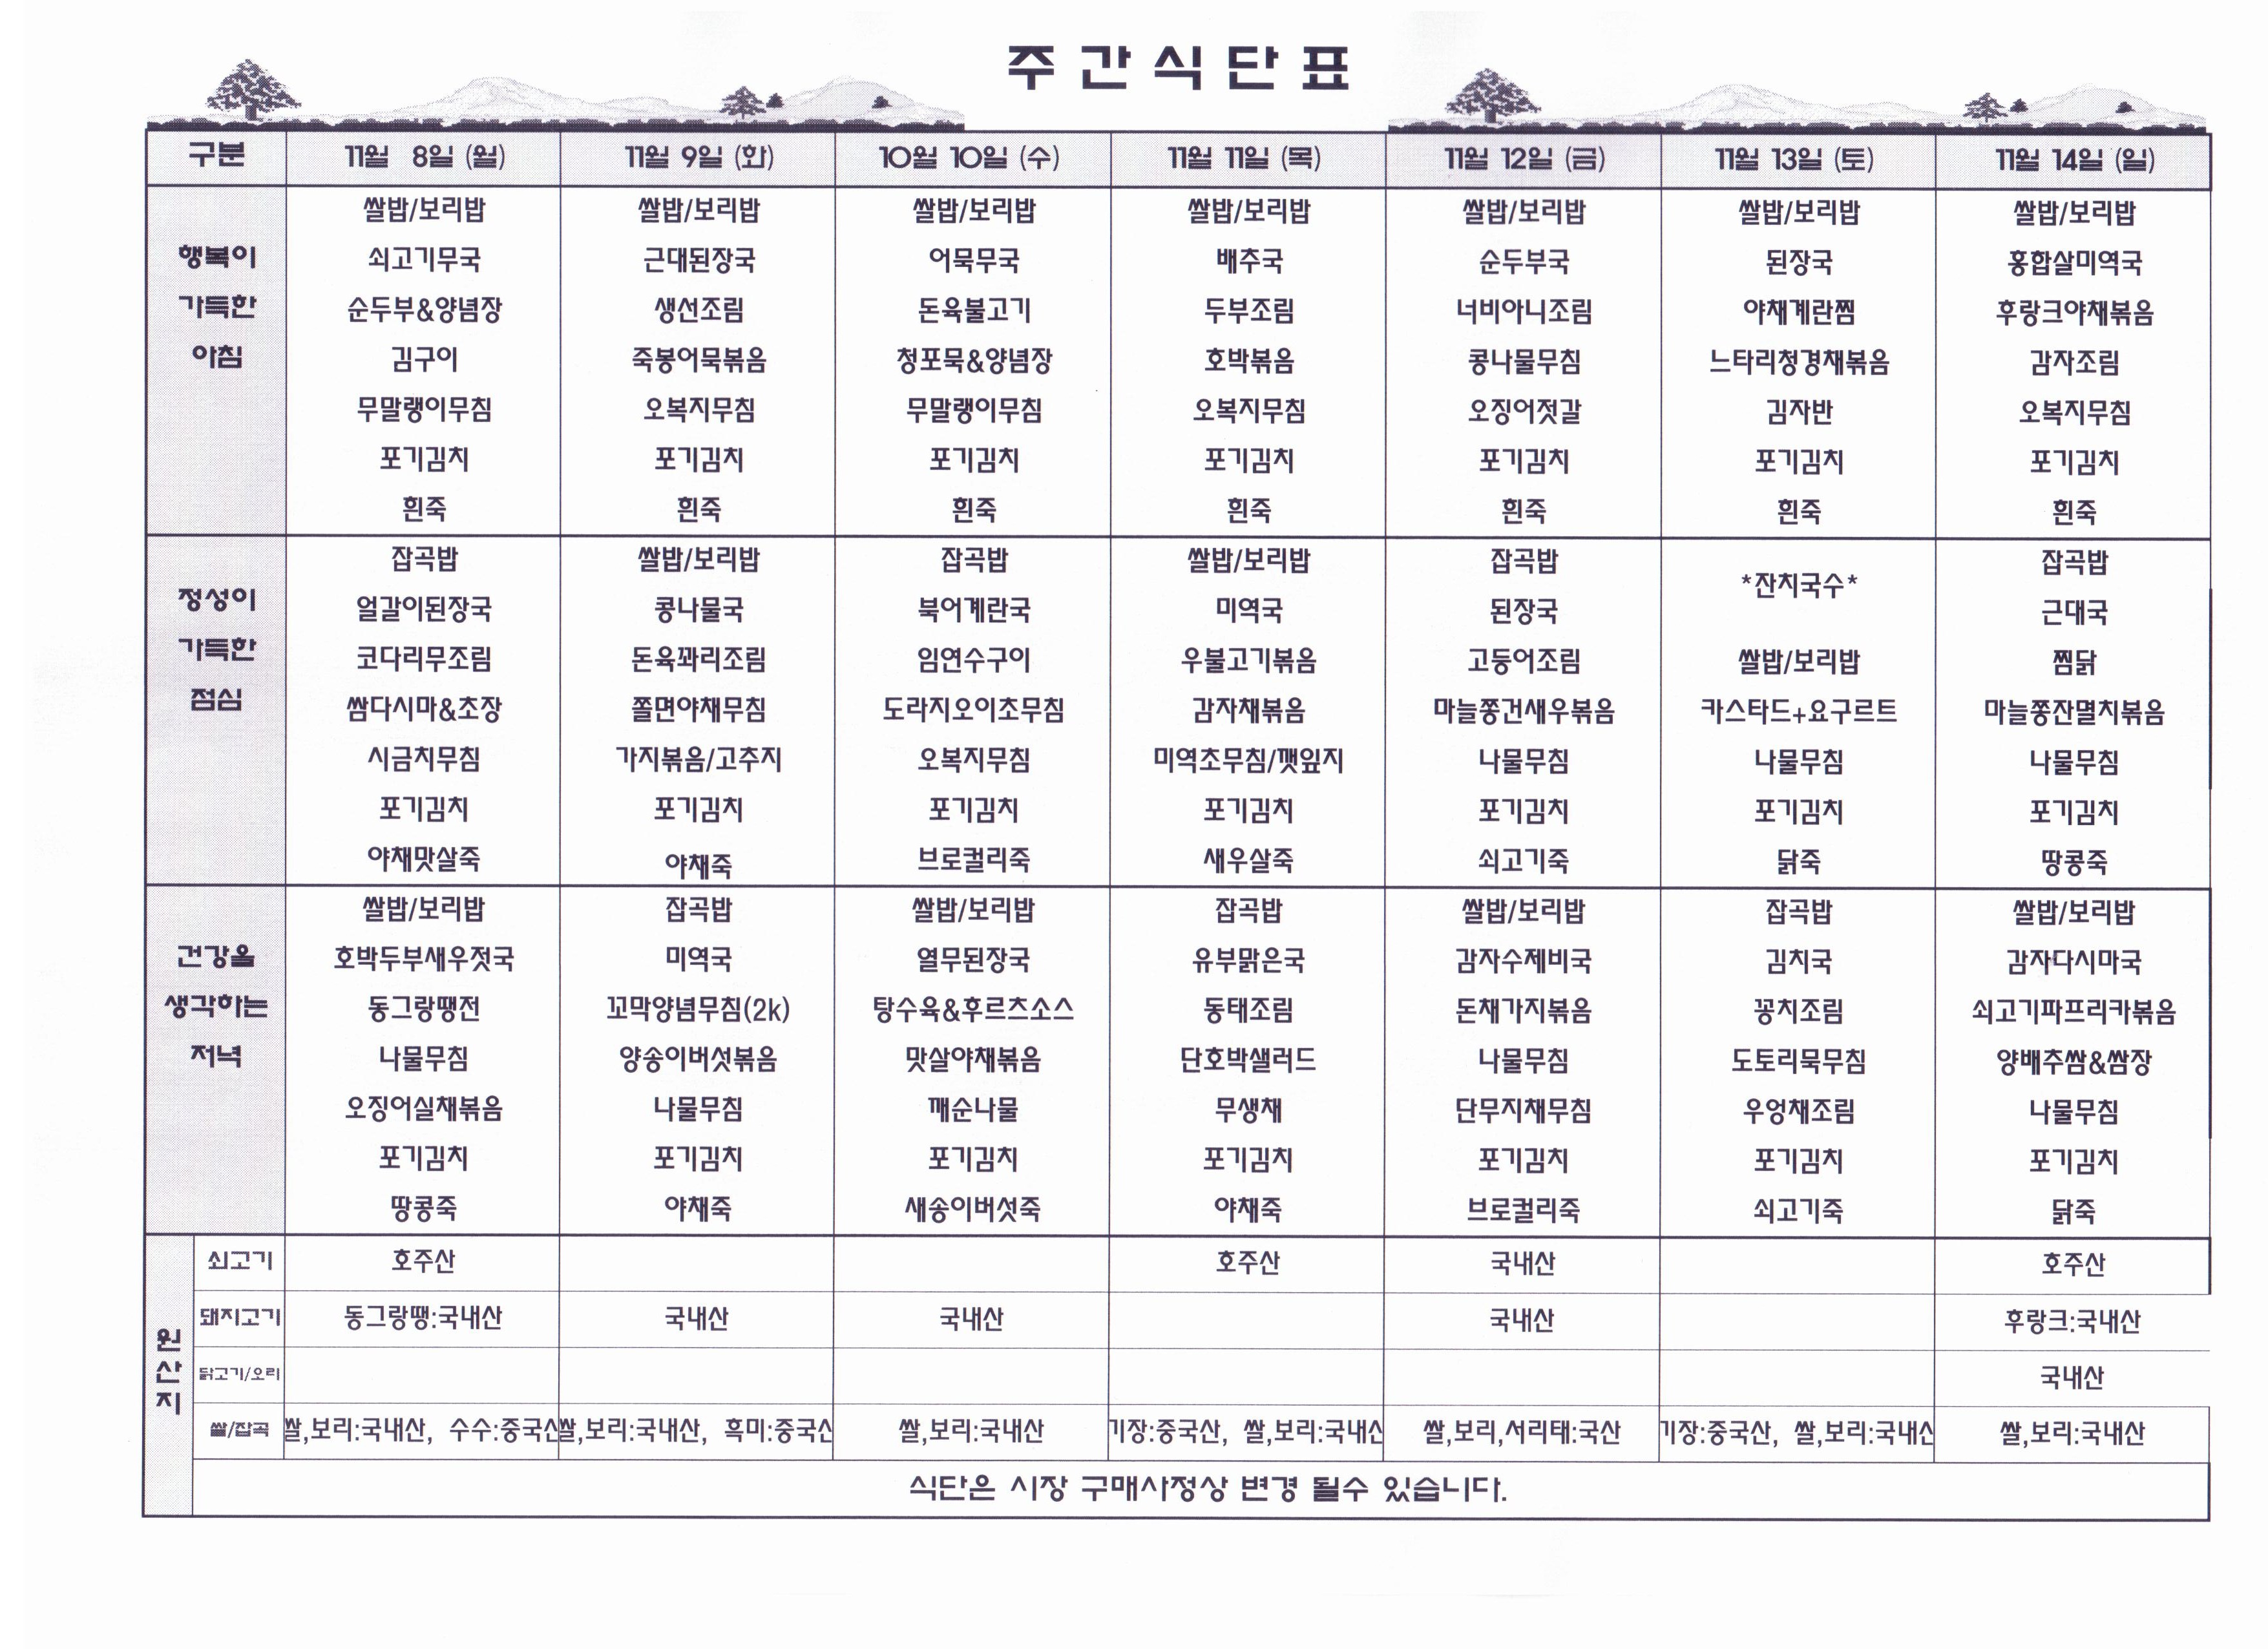 주간식단표
구분 11월 8일 (월) 11월 9일 (화) 10월 10일 (수) 11월 11일 (목) 11월 12일 (금) 11월 13일 (토) 11월 14일 (일)
쌀밥/보리밥 쌀밥/보리밥 쌀밥/보리밥 쌀밥/보리밥 쌀밥/보리밥 쌀밥/보리밥 쌀밥/보리밥
행복이 쇠고기무국 근대된장국 어묵무국 배추국 순두부국 된장국 홍합살미역국
가득한 순두부&양념장 생선조림 돈육불고기 두부조림 너비아니조림 야채계란찜 후랑크야채볶음
아침 김구이 죽봉어묵볶음 청포묵&양념장 호박볶음 콩나물무침 느타리청경채볶음 감자조림
무말랭이무침 오복지무침 무말랭이무침 오복지무침 오징어젓갈 김자반 오복지무침
포기김치 포기김치 포기김치 포기김치 포기김치 포기김치 포기김치
흰죽 흰죽 흰죽 흰죽 흰죽 흰죽 흰죽
잡곡밥 쌀밥/보리밥 잡곡밥 쌀밥/보리밥 잡곡밥 *잔치국수* 잡곡밥
정성이 얼갈이된장국 콩나물국 북어계란국 미역국 된장국 근대국
가득한 코다리무조림 돈육꽈리조림 임연수구이 우불고기볶음 고등어조림 쌀밥/보리밥 찜닭
점심 쌈다시마&초장 쫄면야채무침 도라지오이초무침 감자채볶음 마늘쫑건새우볶음 카스타드+요구르트 마늘쫑잔멸치볶음
시금치무침 가지볶음/고추지 오복지무침 미역초무침/깻잎지 나물무침 나물무침 나물무침
포기김치 포기김치 포기김치 포기김치 포기김치 포기김치 포기김치
야채맛살죽 야채죽 브로컬리죽 새우살죽 쇠고기죽 닭죽 땅콩죽
쌀밥/보리밥 잡곡밥 쌀밥/보리밥 잡곡밥 쌀밥/보리밥 잡곡밥 쌀밥/보리밥
건강을 호박두부새우젓국 미역국 열무된장국 유부맑은국 감자수제비국 김치국 감자다시마국
생각하는 동그랑땡전 꼬막양념무침(2k) 탕수육&후르츠소스 동태조림 돈채가지볶음 꽁치조림 쇠고기파프리카볶음
저녁 나물무침 양송이버섯볶음 맛살야채볶음 단호박샐러드 나물무침 도토리묵무침 양배추쌈&쌈장
오징어실채볶음 나물무침 깨순나물 무생채 단무지채무침 우엉채조림 나물무침
포기김치 포기김치 포기김치 포기김치 포기김치 포기김치 포기김치
땅콩죽 야채죽 새송이버섯죽 야채죽 브로컬리죽 쇠고기죽 닭죽
원산지
쇠고기 호주산 호주산 국내산 호주산
돼지고기 동그랑땡:국내산 국내산 국내산 국내산 후랑크:국내산
닭고기/오리 국내산
쌀/잡곡 쌀,보리:국내산, 수수:중국산 쌀,보리:국내산, 흑미:중국산 쌀,보리:국내산 기장:중국산, 쌀,보리:국내산 쌀,보리,서리태:국산 기장:중국산, 쌀,보리:국내산 쌀,보리:국내산
식단은 시장 구매사정상 변경 될수 있습니다.